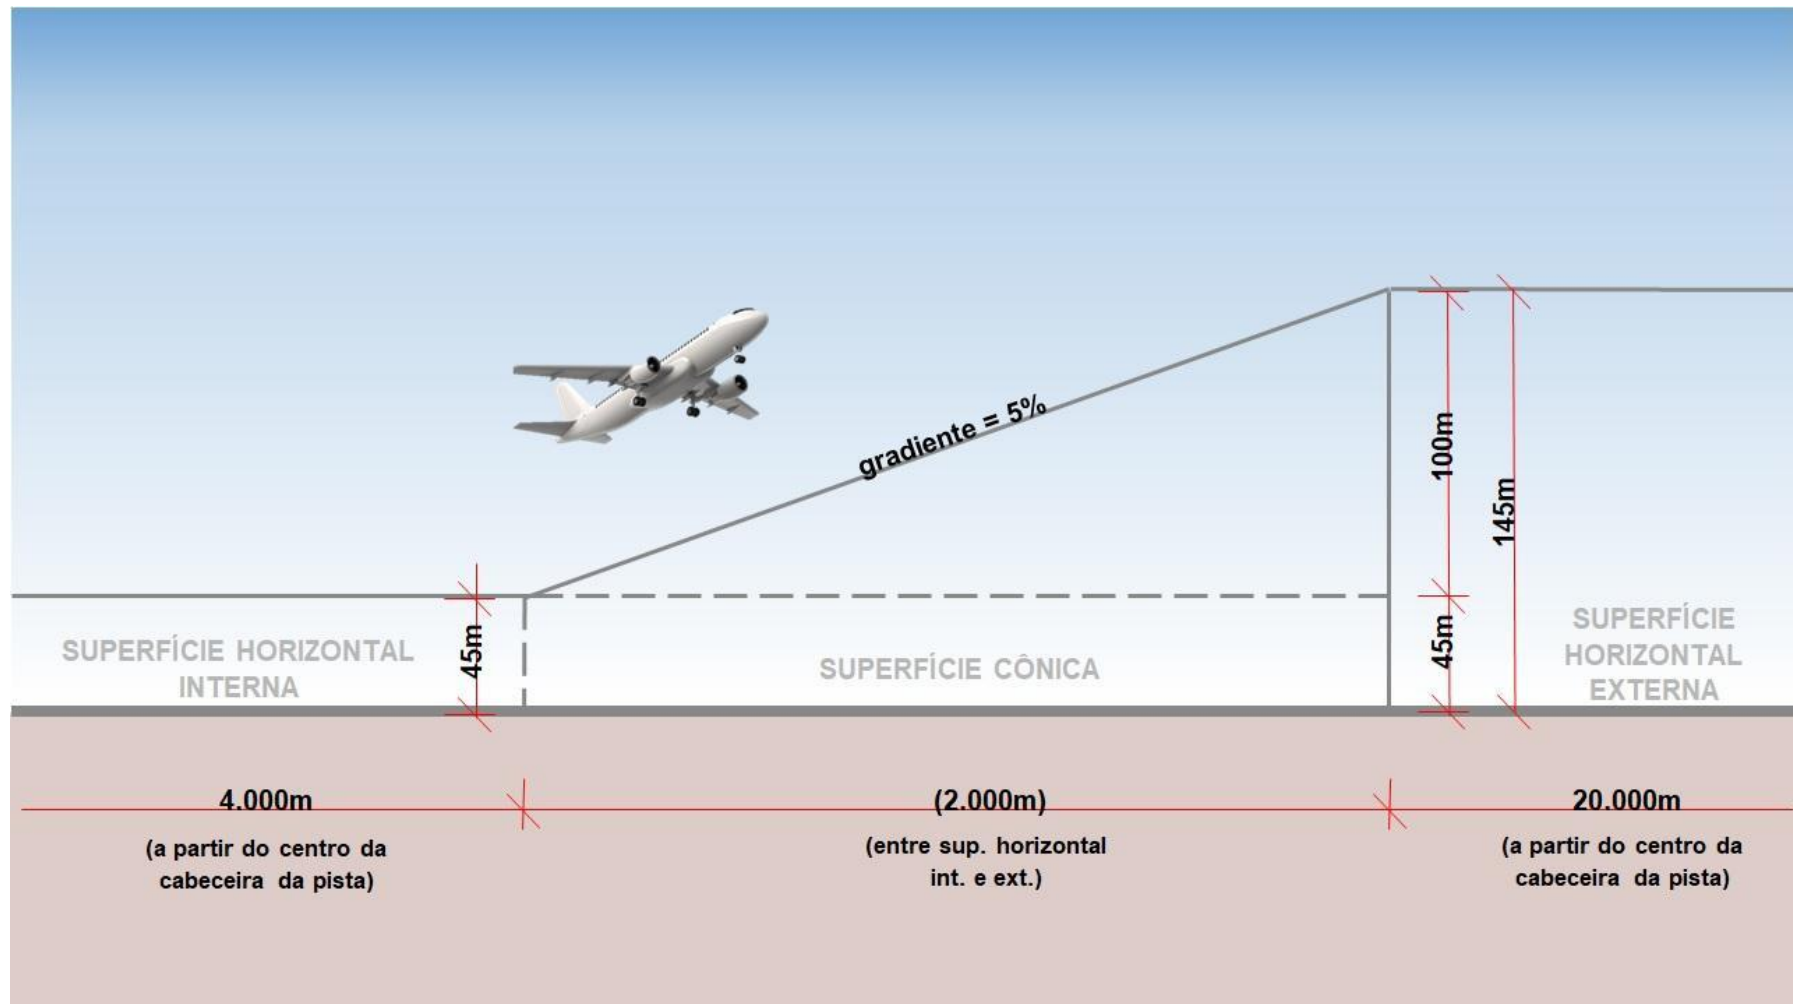 gradiente = 5%
100m
145m
45m
45m
SUPERFÍCIE HORIZONTAL
INTERNA
SUPERFÍCIE CÔNICA
SUPERFÍCIE
HORIZONTAL
EXTERNA
4.000m
(a partir do centro da
cabeceira da pista)
(2.000m)
(entre sup. horizontal
int. e ext.)
20.000m
(a partir do centro da
cabeceira da pista)